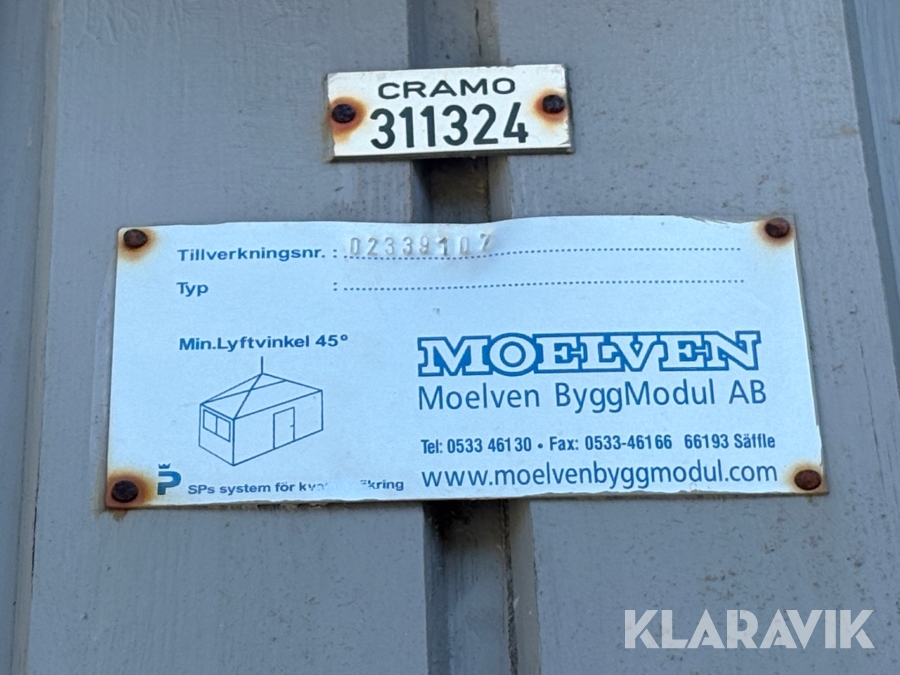 CRAMO
311324
Tillverkningsnr. : 02339107
Typ :
Min.Lyftvinkel 45°
MOELVEN
Moelven ByggModul AB
Tel: 0533 46130 • Fax: 0533-46166 66193 Säffle
www.moelvenbyggmodul.com
P SPs system för
KLARAVIK